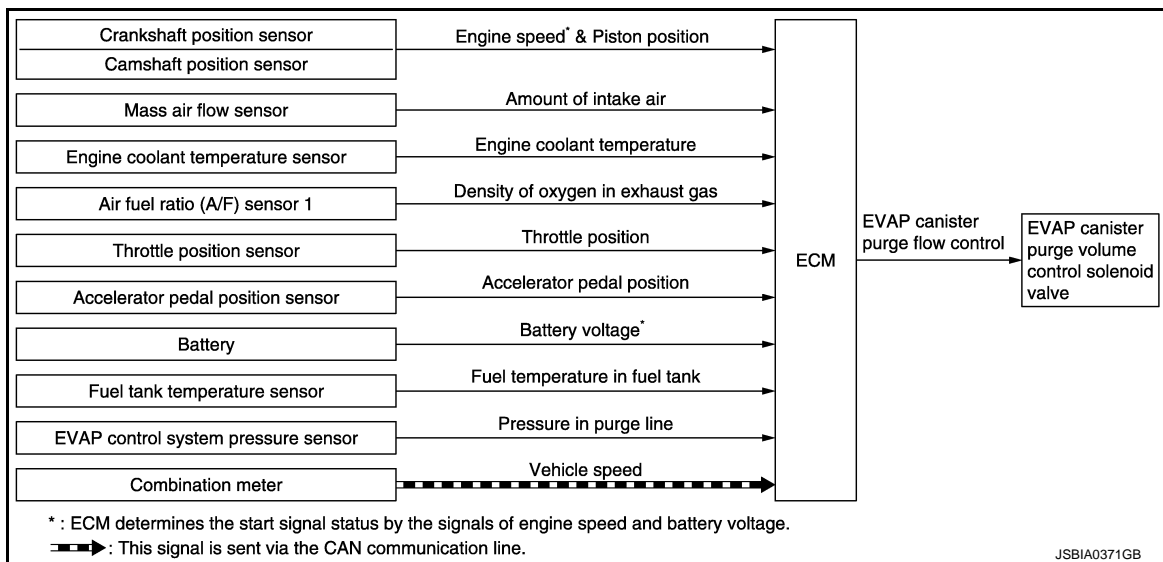 Crankshaft position sensor
Camshaft position sensor
Engine speed* & Piston position
Mass air flow sensor
Amount of intake air
Engine coolant temperature sensor
Engine coolant temperature
Air fuel ratio (A/F) sensor 1
Density of oxygen in exhaust gas
Throttle position sensor
Throttle position
Accelerator pedal position sensor
Accelerator pedal position
Battery
Battery voltage*
Fuel tank temperature sensor
Fuel temperature in fuel tank
EVAP control system pressure sensor
Pressure in purge line
Combination meter
Vehicle speed
ECM
EVAP canister
purge flow control
EVAP canister
purge volume
control solenoid
valve
* : ECM determines the start signal status by the signals of engine speed and battery voltage.
: This signal is sent via the CAN communication line.
JSBIA0371GB